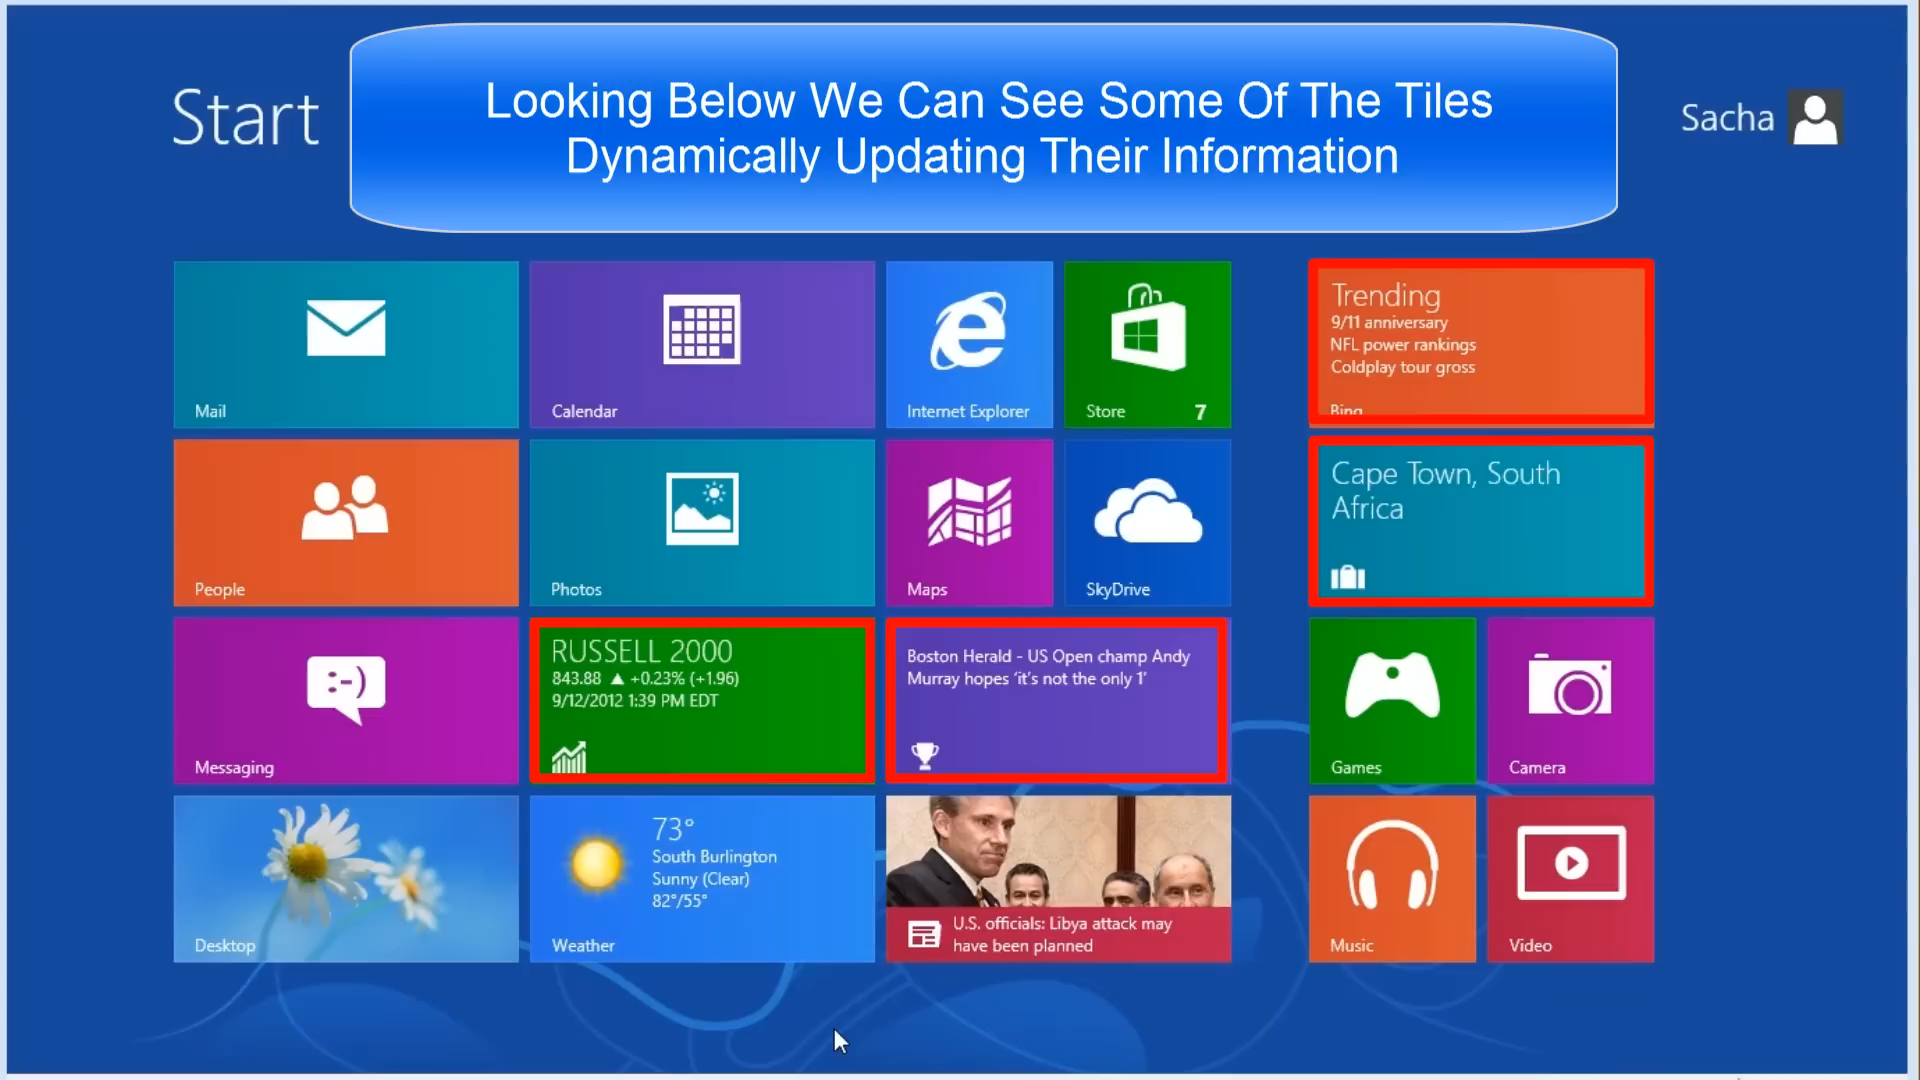 Looking Below We Can See Some Of The Tiles
Dynamically Updating Their Information
Start
Sacha
Mail
Calendar
Internet Explorer
Store
7
Trending
9/11 anniversary
NFL power rankings
Coldplay tour gross
Bing
People
Photos
Maps
SkyDrive
Cape Town, South
Africa
:-)
Messaging
RUSSELL 2000
843.88 ▲ +0.23% (+1.96)
9/12/2012 1:39 PM EDT
Boston Herald - US Open champ Andy
Murray hopes ‘it’s not the only 1’
Games
Camera
Desktop
73°
South Burlington
Sunny (Clear)
82°/55°
Weather
U.S. officials: Libya attack may
have been planned
Music
Video